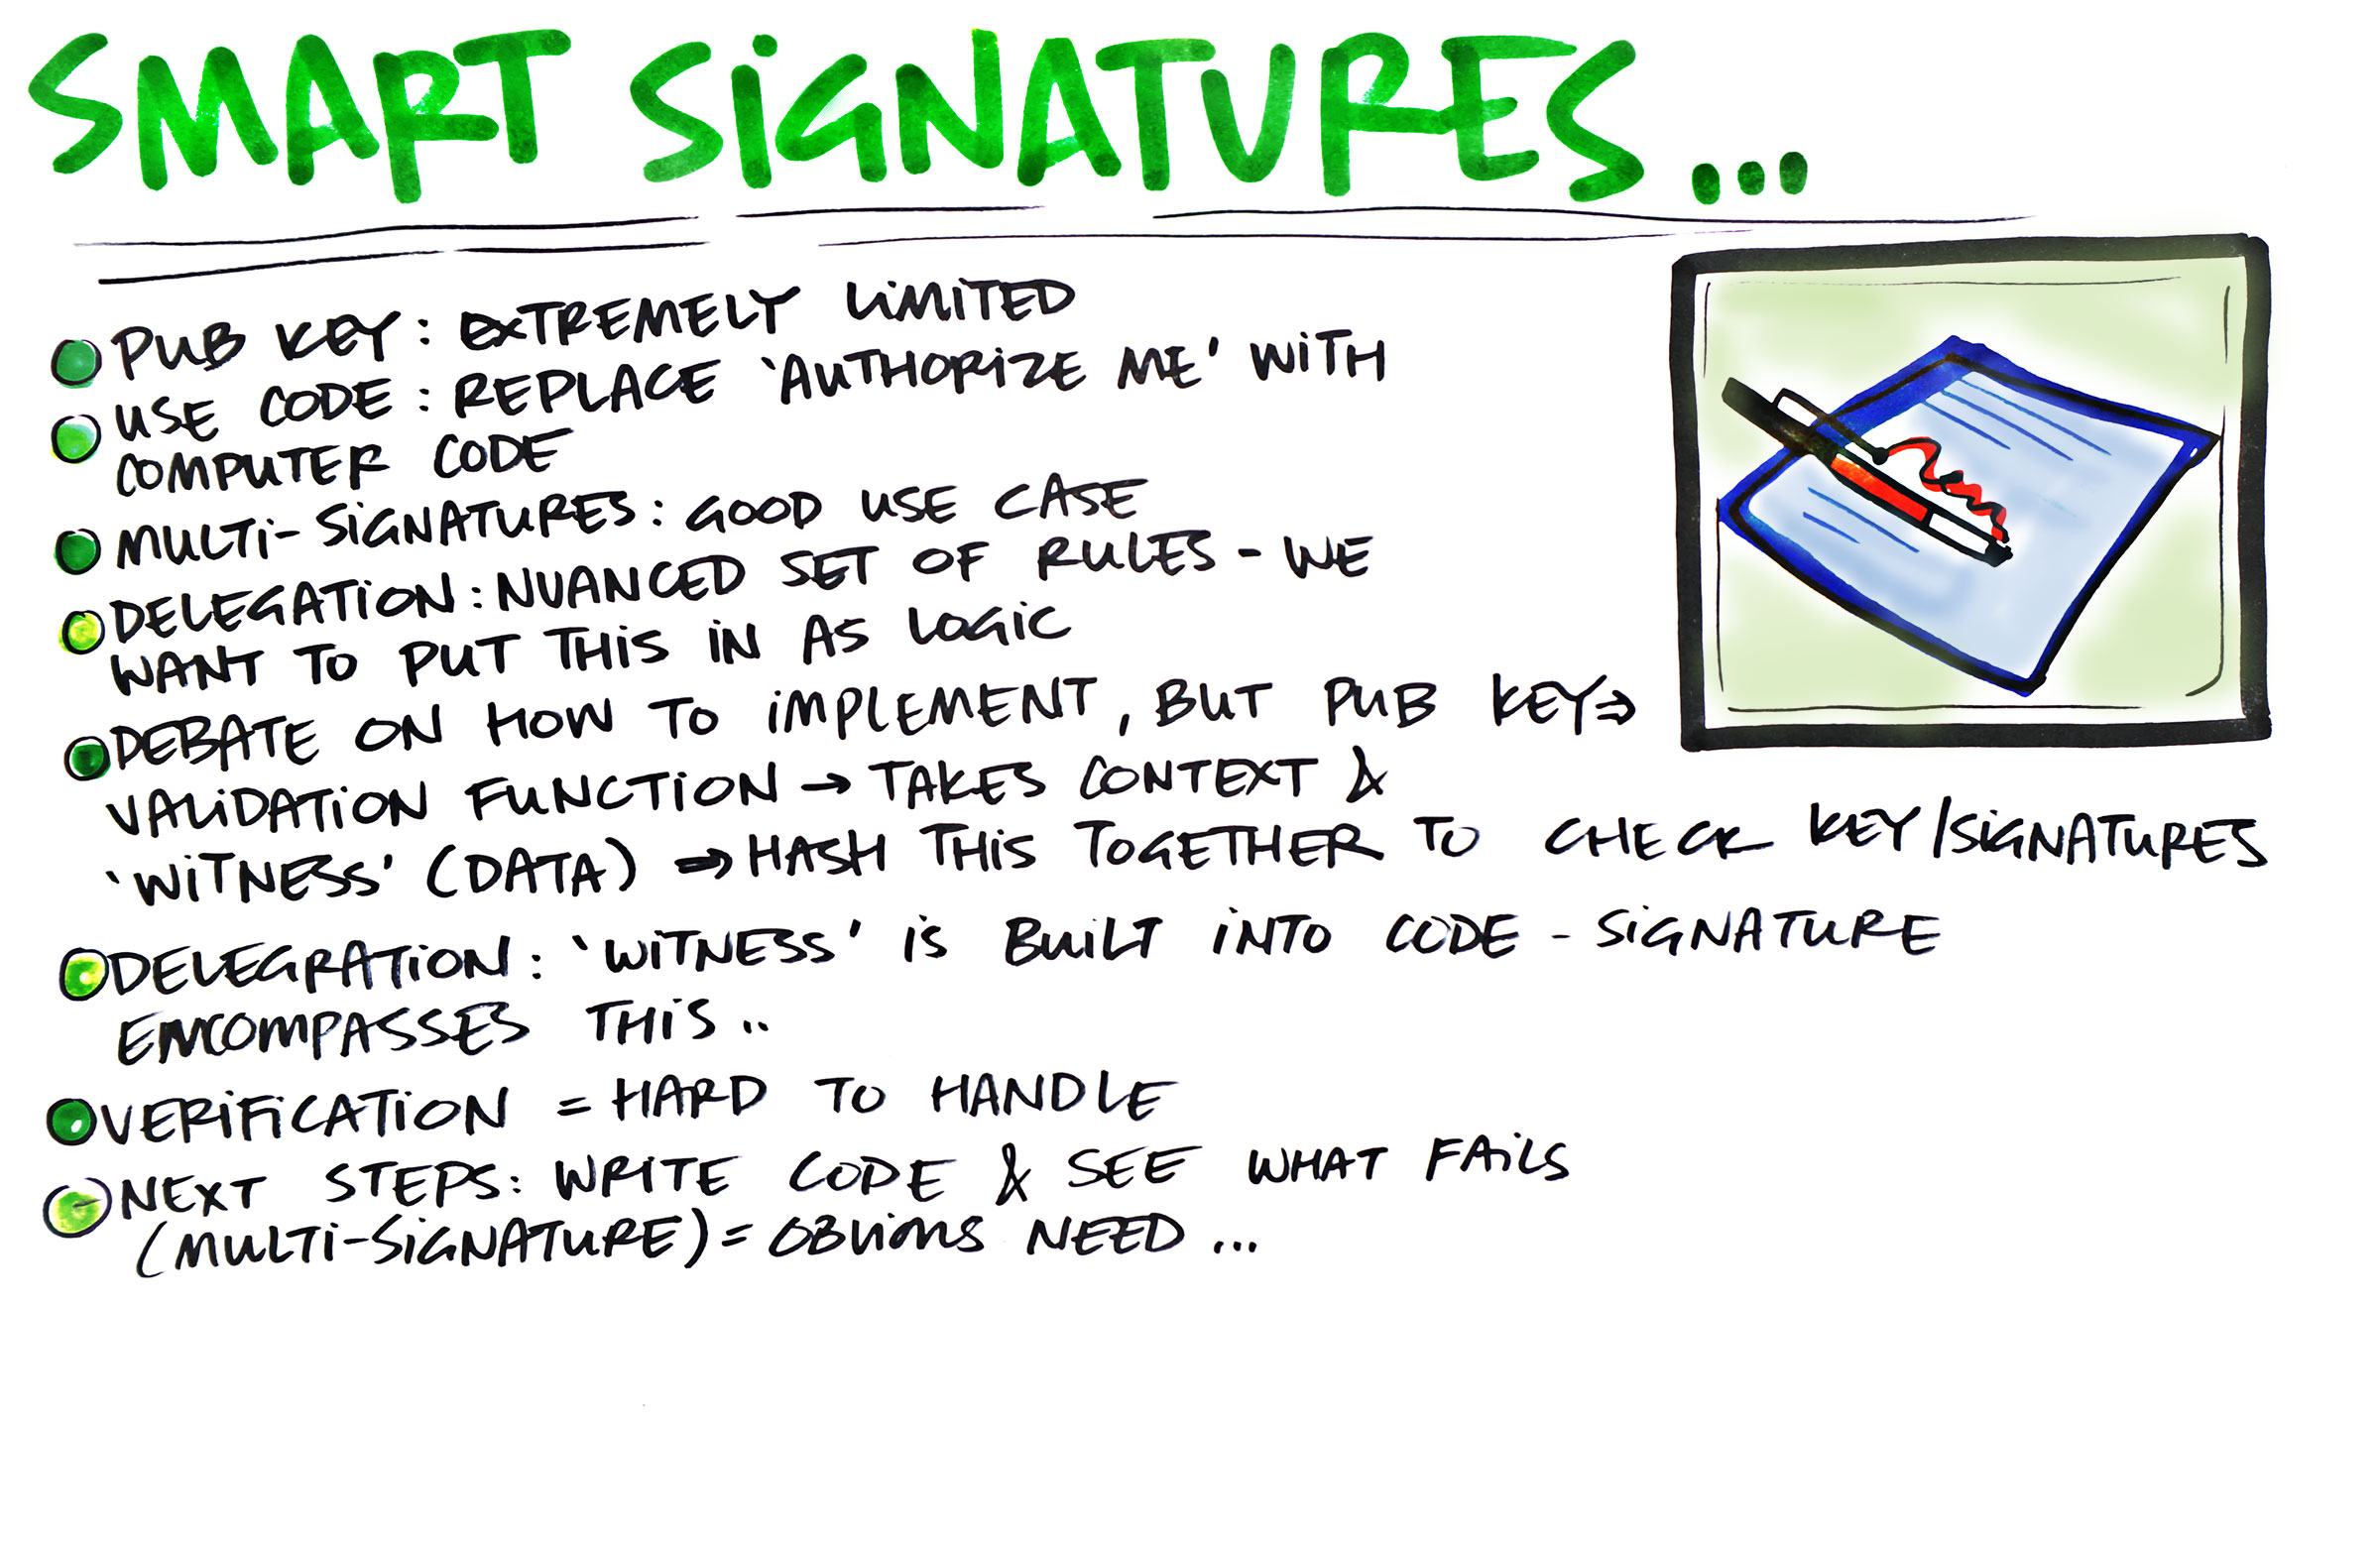 SMART SiGNATURES...
PUB KEY: EXTREMELY LiMiTED
USE CODE: REPLACE 'AUTHORiZE ME' WiTH
COMPUTER CODE
MULTi-SiGNATURES: GOOD USE CASE
DELEGATiON: NUANCED SET OF RULES - WE
WANT TO PUT THiS iN AS LOGiC
DEBATE ON HOW TO iMPLEMENT, BUT PUB KEY⇒
VALiDATiON FUNCTiON → TAKES CONTEXT &
'WiTNESS' (DATA) ⇒ HASH THiS TOGETHER TO CHECK KEY/SiGNATURES
DELEGRATiON: 'WiTNESS' iS BUiLT iNTO CODE - SiGNATURE
ENCOMPASSES THiS..
VERiFiCATiON = HARD TO HANDLE
NEXT STEPS: WRITE CODE & SEE WHAT FAiLS
(MULTi-SiGNATURE) = OBViOUS NEED...